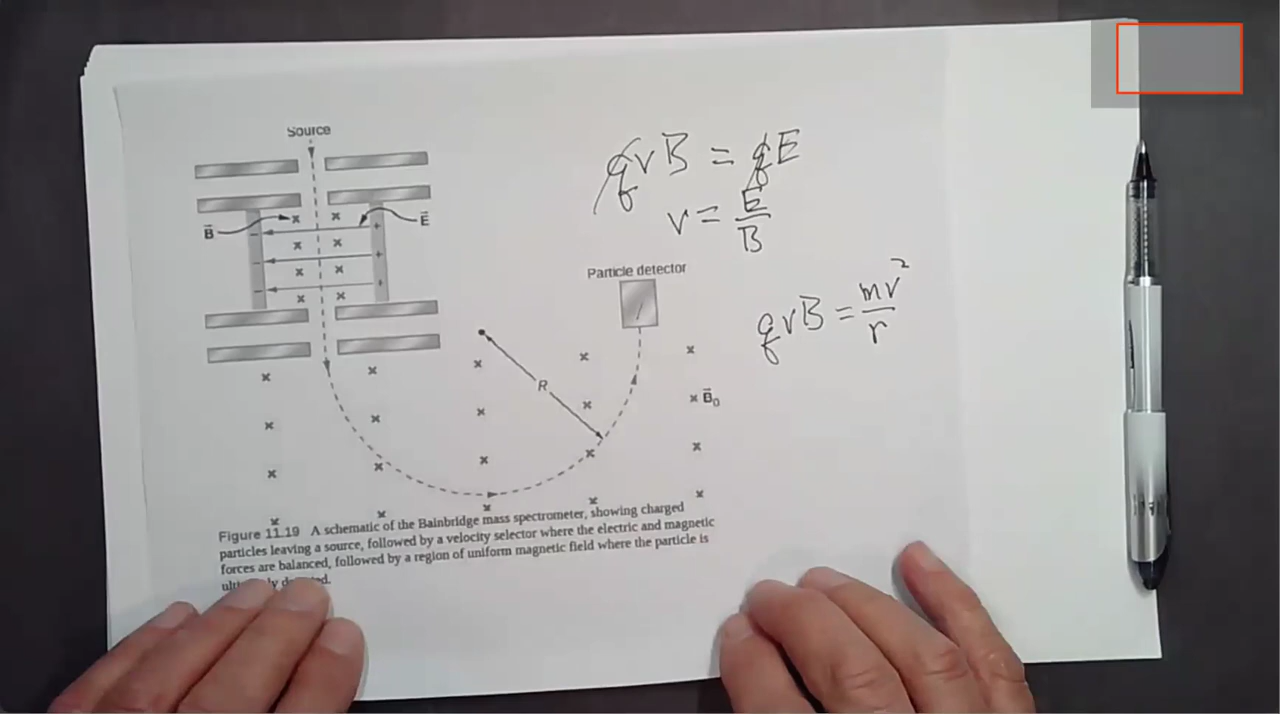 Source
B⃗
E⃗
− + − + − +
qvB = qE
v = E/B
Particle detector
qvB = mv²/r
R
B⃗₀
Figure 11.19 A schematic of the Bainbridge mass spectrometer, showing charged
particles leaving a source, followed by a velocity selector where the electric and magnetic
forces are balanced, followed by a region of uniform magnetic field where the particle is